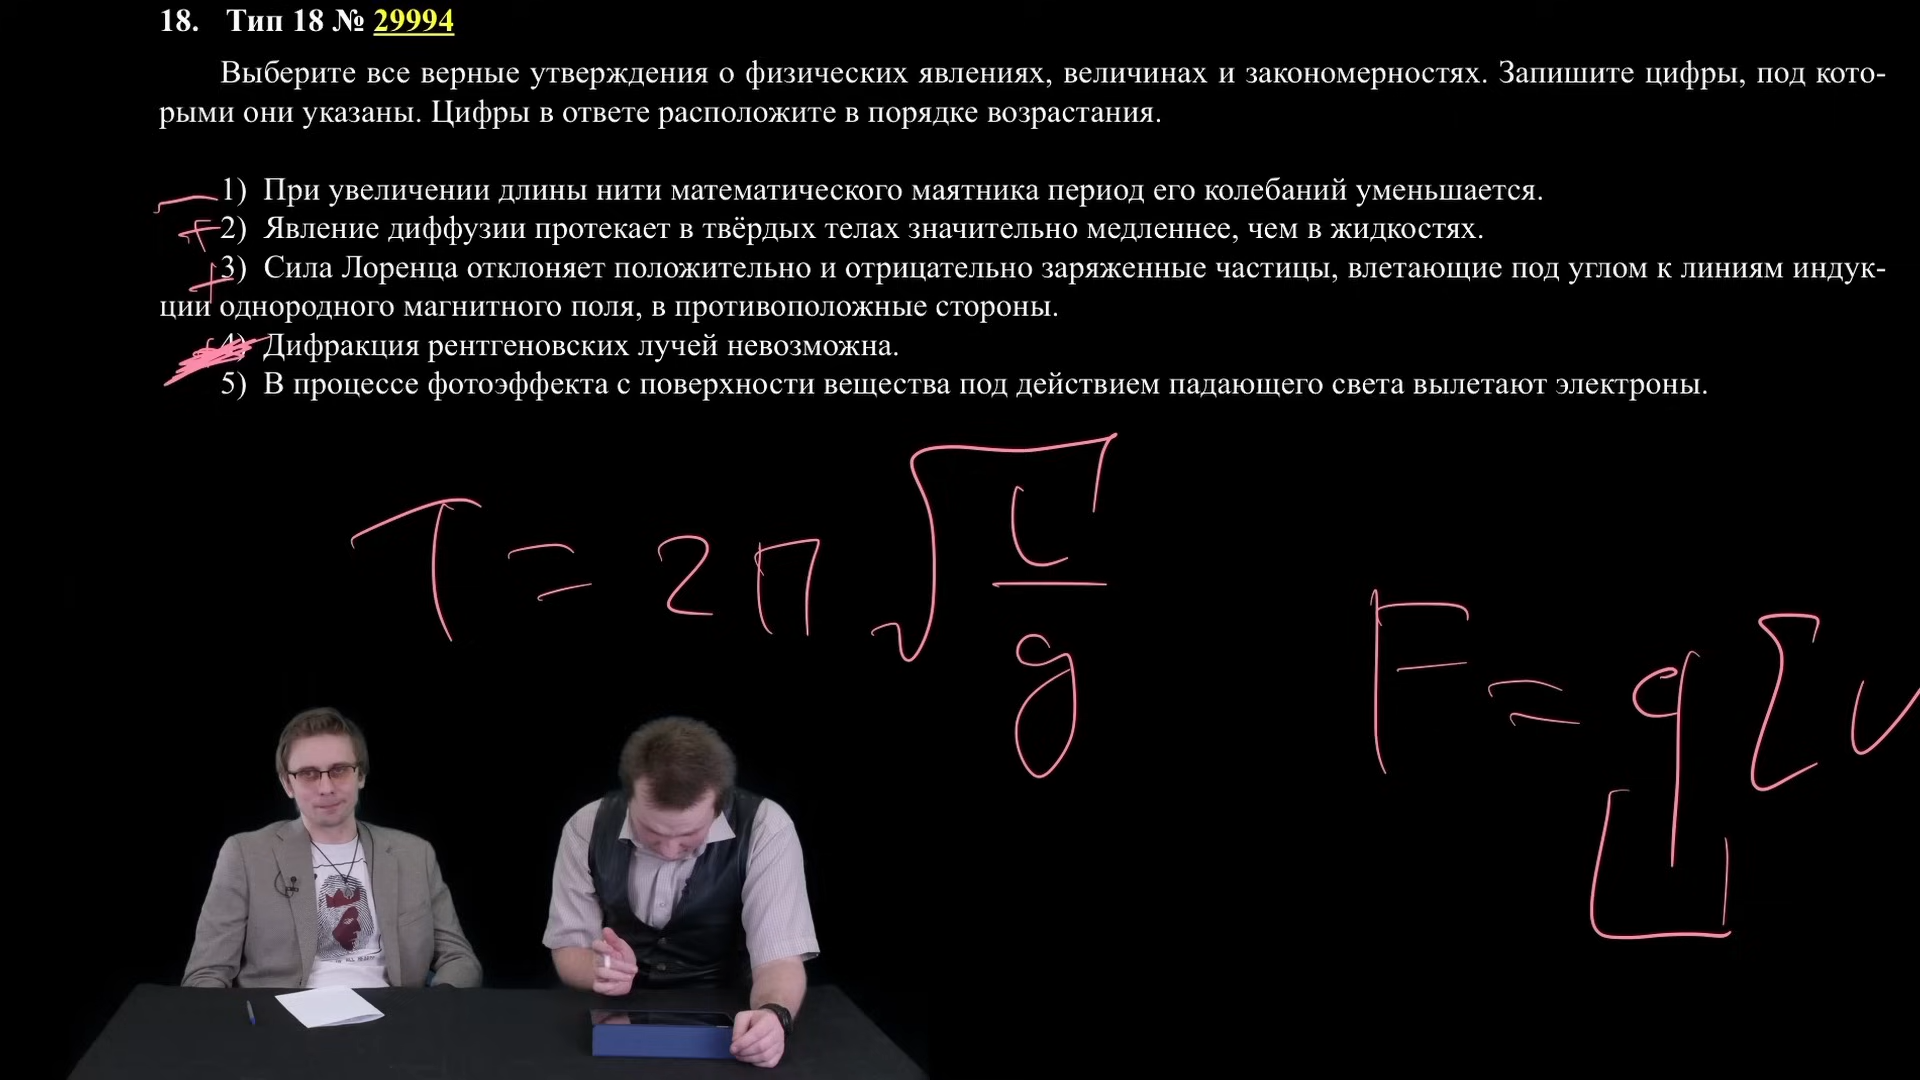 18. Тип 18 № 29994
Выберите все верные утверждения о физических явлениях, величинах и закономерностях. Запишите цифры, под кото-
рыми они указаны. Цифры в ответе расположите в порядке возрастания.
1) При увеличении длины нити математического маятника период его колебаний уменьшается.
2) Явление диффузии протекает в твёрдых телах значительно медленнее, чем в жидкостях.
3) Сила Лоренца отклоняет положительно и отрицательно заряженные частицы, влетающие под углом к линиям индук-
ции однородного магнитного поля, в противоположные стороны.
4) Дифракция рентгеновских лучей невозможна.
5) В процессе фотоэффекта с поверхности вещества под действием падающего света вылетают электроны.
T = 2π√(L/g)
F = q[v